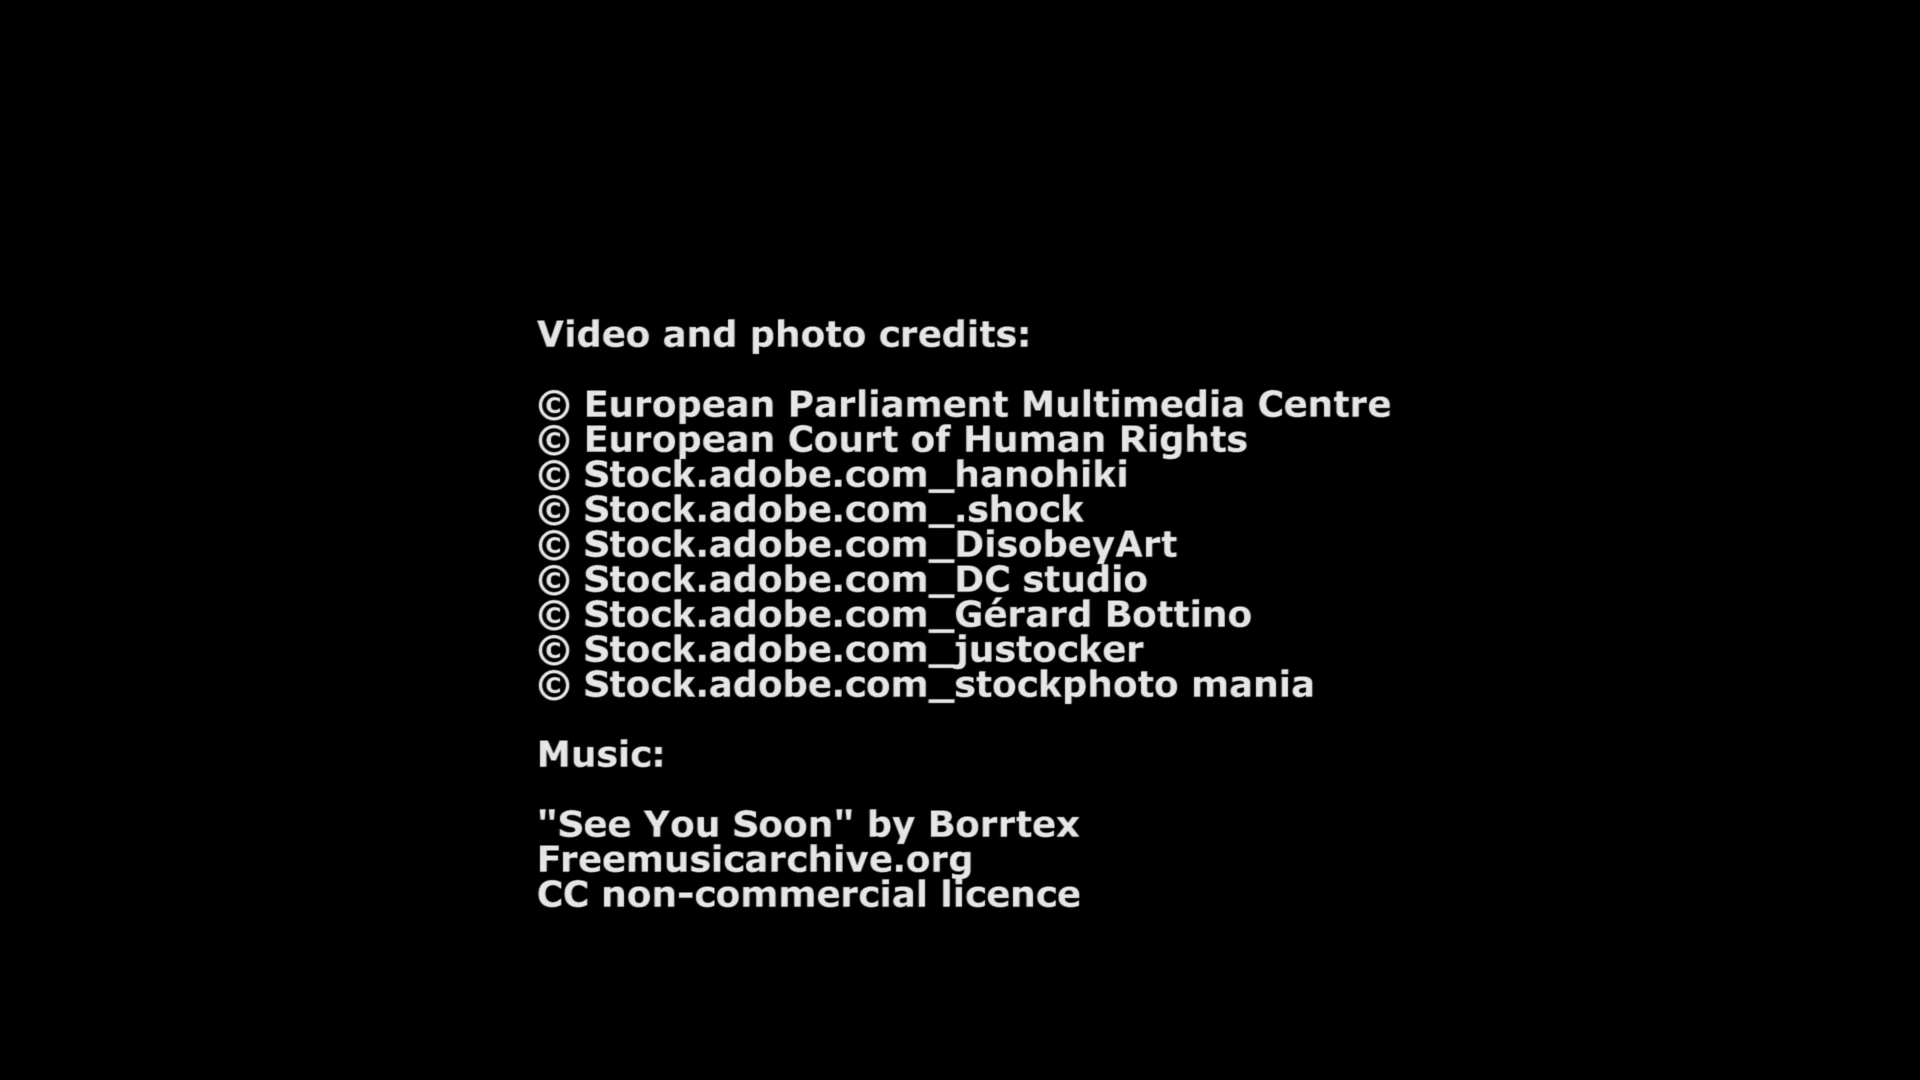 Video and photo credits:
© European Parliament Multimedia Centre
© European Court of Human Rights
© Stock.adobe.com_hanohiki
© Stock.adobe.com_.shock
© Stock.adobe.com_DisobeyArt
© Stock.adobe.com_DC studio
© Stock.adobe.com_Gérard Bottino
© Stock.adobe.com_justocker
© Stock.adobe.com_stockphoto mania
Music:
"See You Soon" by Borrtex
Freemusicarchive.org
CC non-commercial licence